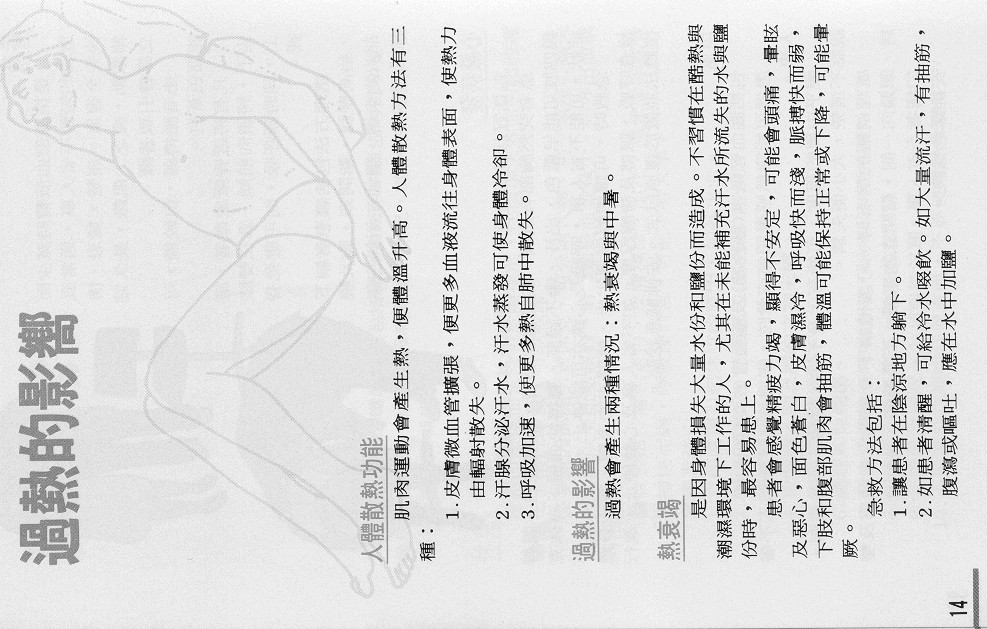 過熱的影響
人體散熱功能
肌肉運動會產生熱，便體溫升高。人體散熱方法有三
種：
1.皮膚微血管擴張，便更多血液流往身體表面，使熱力
由輻射散失。
2.汗腺分泌汗水，汗水蒸發可使身體冷卻。
3.呼吸加速，使更多熱自肺中散失。
過熱的影響
過熱會產生兩種情況：熱衰竭與中暑。
熱衰竭
是因身體損失大量水份和鹽份而造成。不習慣在酷熱與
潮濕環境下工作的人，尤其在未能補充汗水所流失的水與鹽
份時，最容易患上。
患者會感覺精疲力竭，顯得不安定，可能會頭痛，暈眩
及惡心，面色蒼白，皮膚濕冷，呼吸快而淺，脈搏快而弱，
下肢和腹部肌肉會抽筋，體溫可能保持正常或下降，可能暈
厥。
急救方法包括：
1.讓患者在陰涼地方躺下。
2.如患者清醒，可給冷水啜飲。如大量流汗，有抽筋，
腹瀉或嘔吐，應在水中加鹽。
14